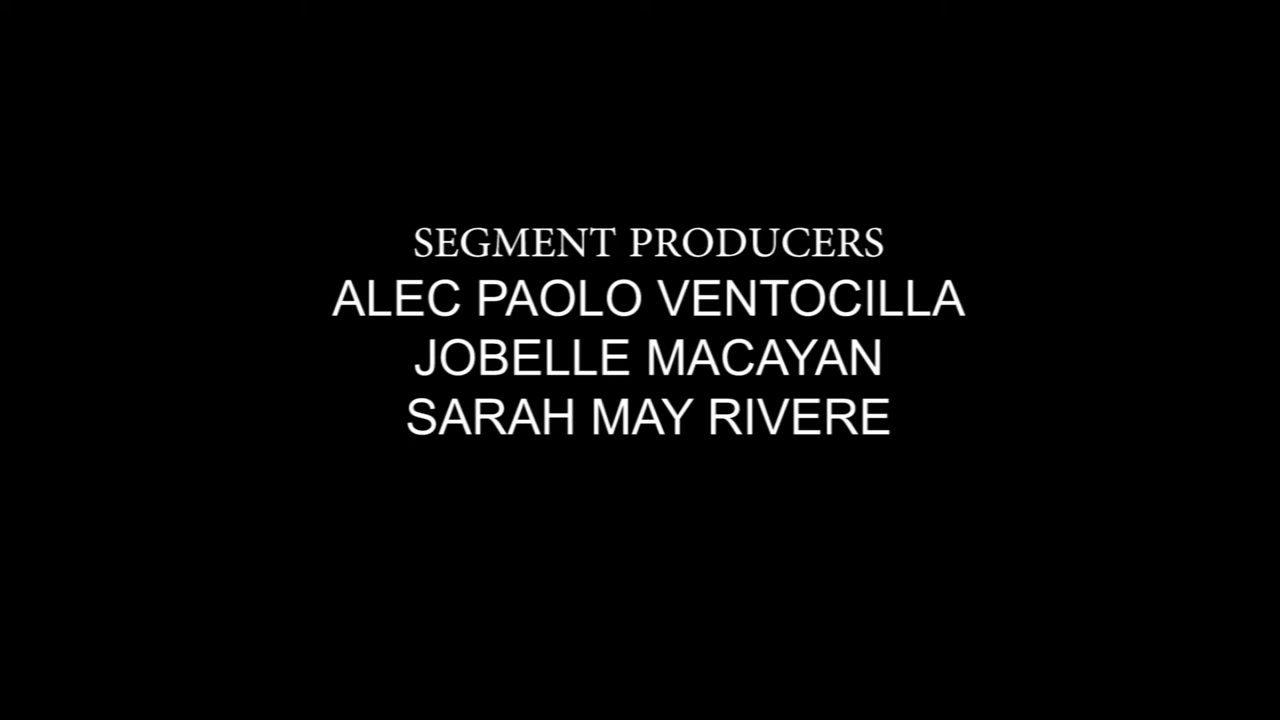 SEGMENT PRODUCERS
ALEC PAOLO VENTOCILLA
JOBELLE MACAYAN
SARAH MAY RIVERE